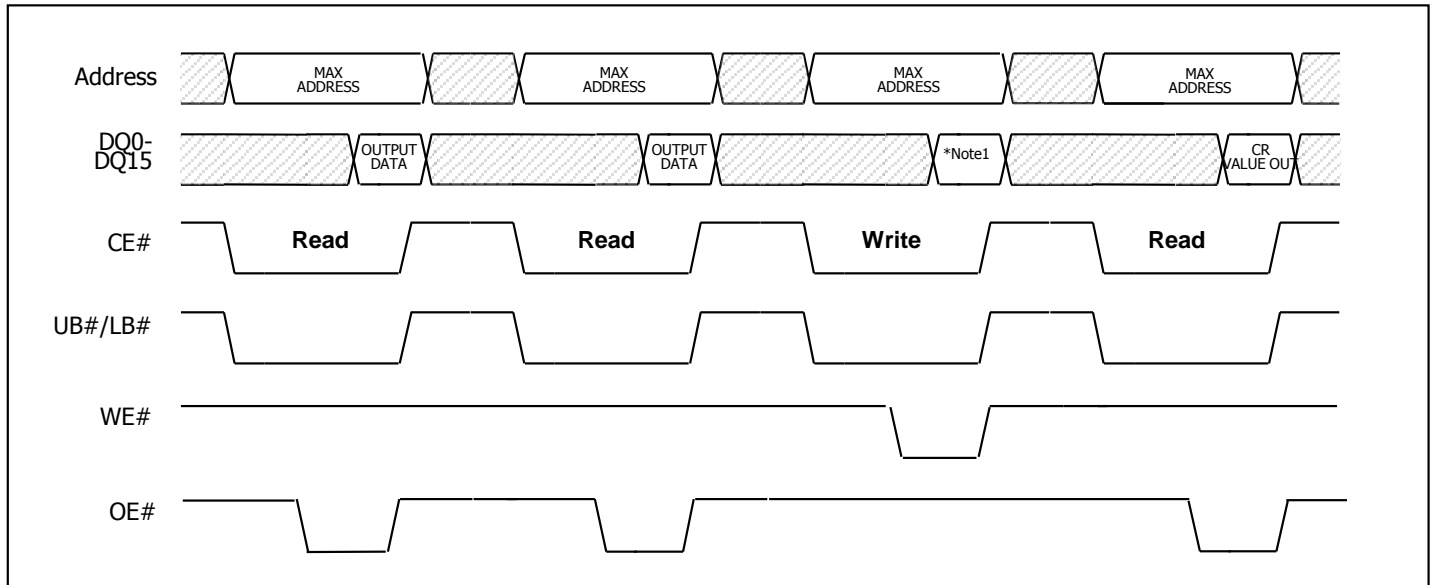 Address
MAX
ADDRESS
MAX
ADDRESS
MAX
ADDRESS
MAX
ADDRESS
DQ0-
DQ15
OUTPUT
DATA
OUTPUT
DATA
*Note1
CR
VALUE OUT
CE#
Read
Read
Write
Read
UB#/LB#
WE#
OE#